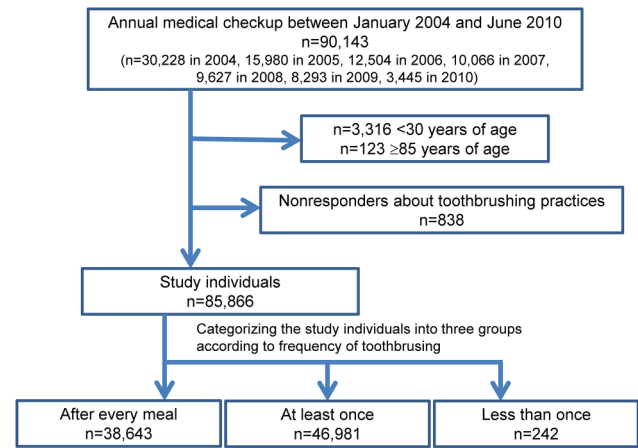 Annual medical checkup between January 2004 and June 2010
n=90,143
(n=30,228 in 2004, 15,980 in 2005, 12,504 in 2006, 10,066 in 2007,
9,627 in 2008, 8,293 in 2009, 3,445 in 2010)
n=3,316 <30 years of age
n=123 ≥85 years of age
Nonresponders about toothbrushing practices
n=838
Study individuals
n=85,866
Categorizing the study individuals into three groups
according to frequency of toothbrusing
After every meal
n=38,643
At least once
n=46,981
Less than once
n=242